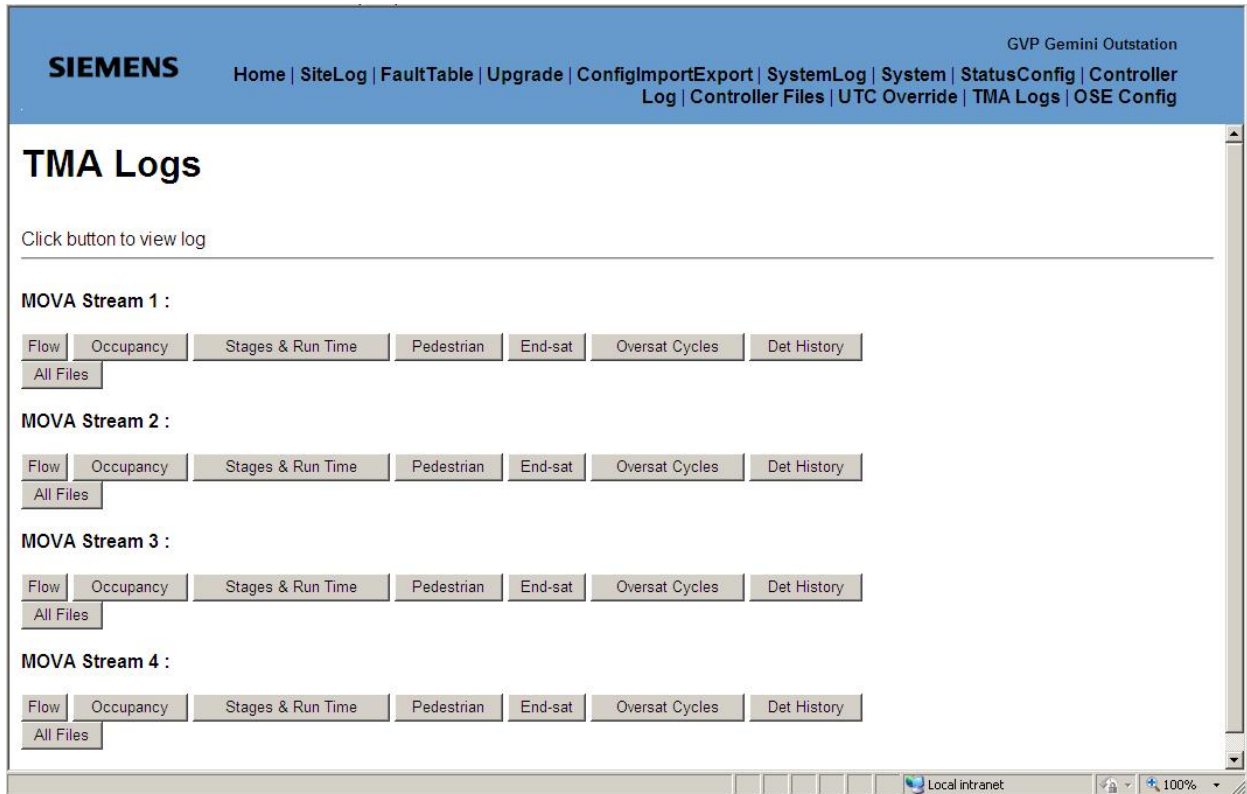 GVP Gemini Outstation
SIEMENS
Home | SiteLog | FaultTable | Upgrade | ConfigImportExport | SystemLog | System | StatusConfig | Controller
Log | Controller Files | UTC Override | TMA Logs | OSE Config
TMA Logs
Click button to view log
MOVA Stream 1 :
Flow Occupancy Stages & Run Time Pedestrian End-sat Oversat Cycles Det History
All Files
MOVA Stream 2 :
Flow Occupancy Stages & Run Time Pedestrian End-sat Oversat Cycles Det History
All Files
MOVA Stream 3 :
Flow Occupancy Stages & Run Time Pedestrian End-sat Oversat Cycles Det History
All Files
MOVA Stream 4 :
Flow Occupancy Stages & Run Time Pedestrian End-sat Oversat Cycles Det History
All Files
Local intranet 100%